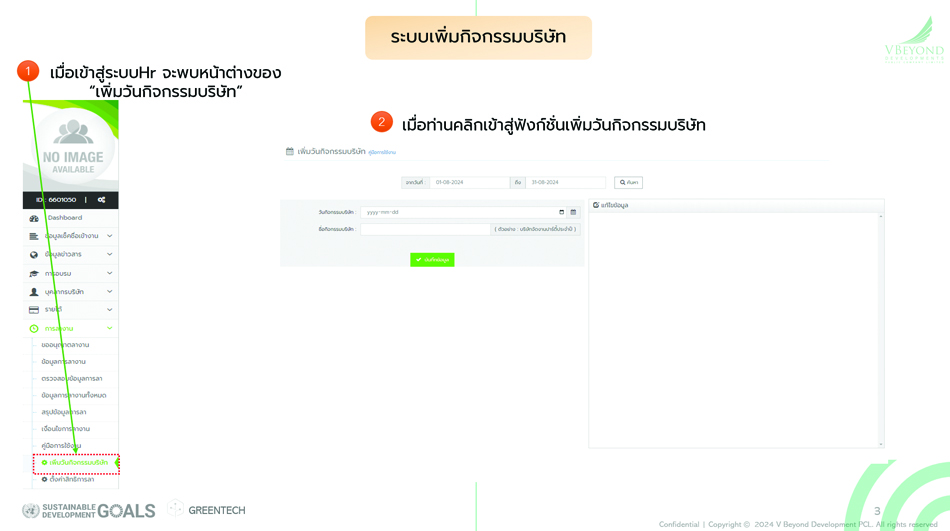 ระบบเพิ่มกิจกรรมบริษัท
VBEYOND
DEVELOPMENT
1 เมื่อเข้าสู่ระบบHr จะพบหน้าต่างของ
“เพิ่มวันกิจกรรมบริษัท”
NO IMAGE
AVAILABLE
ID : 6601050 |
Dashboard
ข้อมูลเช็คชื่อเข้างาน
ข้อมูลข่าวสาร
การอบรม
บุคลากรบริษัท
รายได้
การลางาน
ขออนุญาตลางาน
ข้อมูลการลางาน
ตรวจสอบข้อมูลการลา
ข้อมูลการลางานทั้งหมด
สรุปข้อมูลการลา
เงื่อนไขการลางาน
คู่มือการใช้งาน
เพิ่มวันกิจกรรมบริษัท
ตั้งค่าสิทธิการลา
2 เมื่อท่านคลิกเข้าสู่ฟังก์ชั่นเพิ่มวันกิจกรรมบริษัท
เพิ่มวันกิจกรรมบริษัท คู่มือการใช้งาน
จากวันที่ 01-08-2024 ถึง 31-08-2024 ค้นหา
วันกิจกรรมบริษัท : yyyy-mm-dd
ชื่อกิจกรรมบริษัท : ( ตัวอย่าง : บริษัทจัดงานปาร์ตี้ประจำปี )
บันทึกข้อมูล
แก้ไขข้อมูล
SUSTAINABLE
DEVELOPMENT GOALS
GREENTECH
3
Confidential | Copyright © 2024 V Beyond Development PCL. All rights reserved